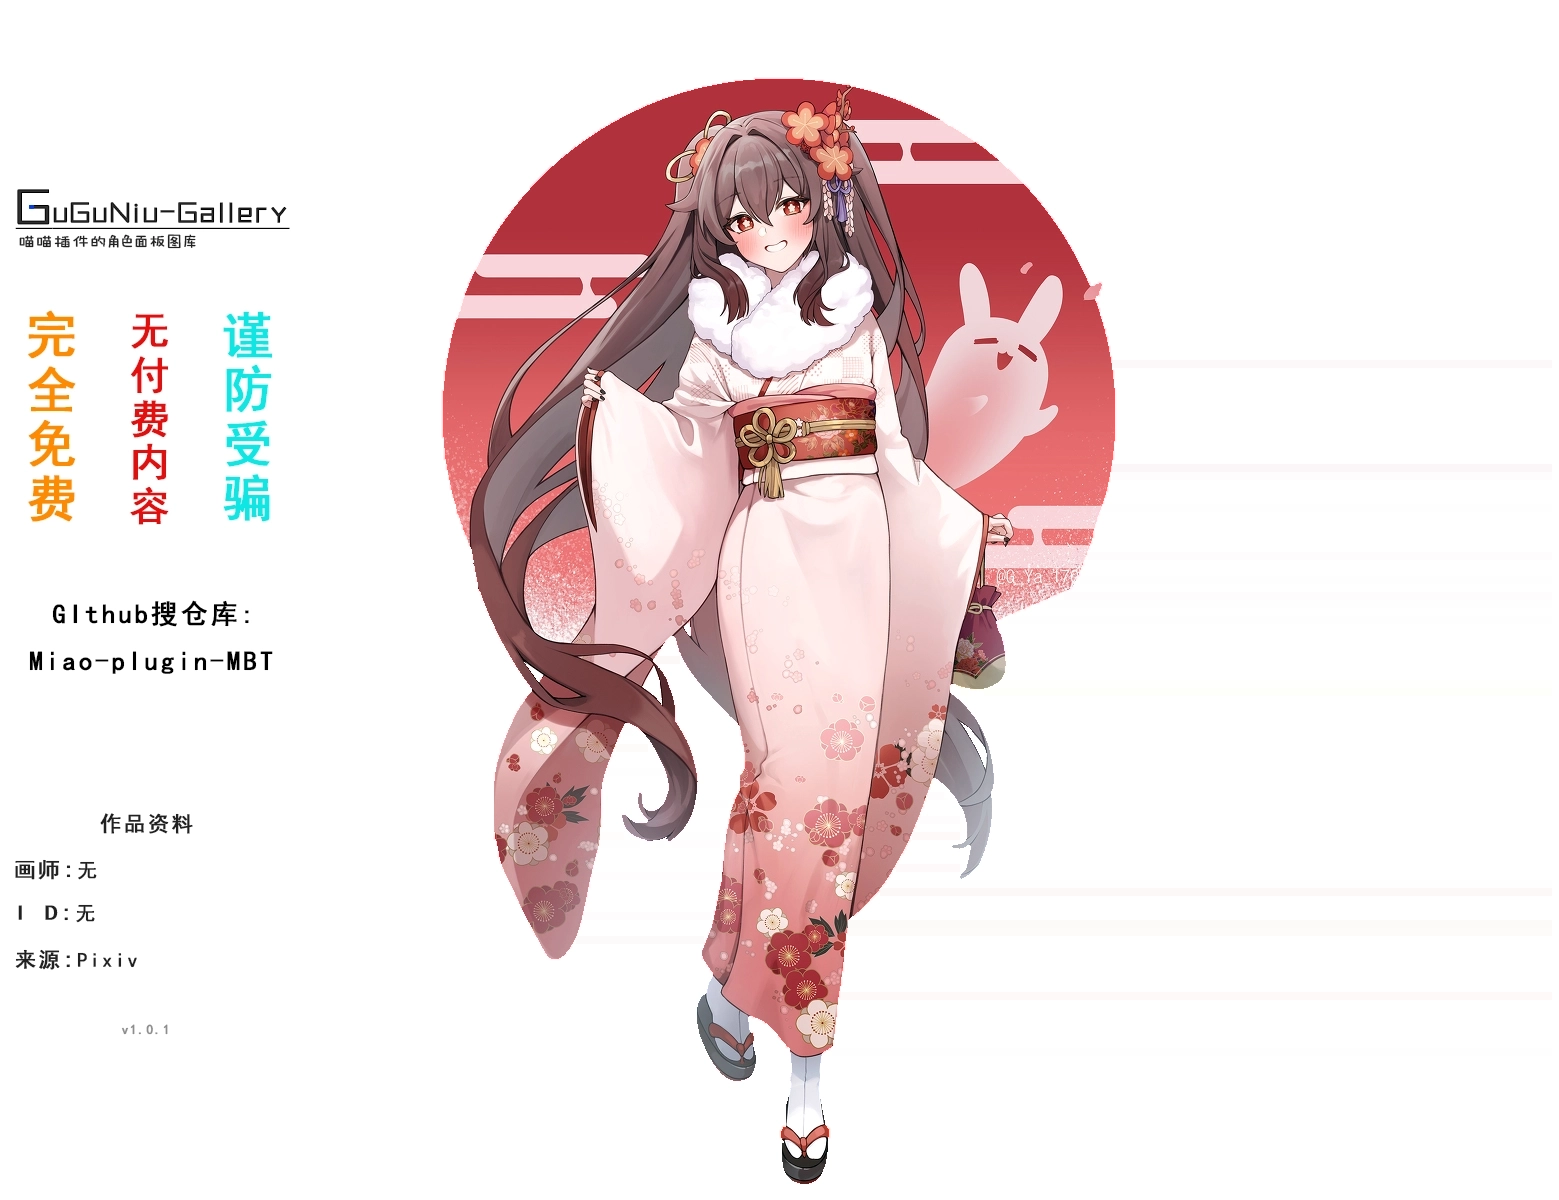 GuGuNiu-Gallery
喵喵插件的角色面板图库
完全免费
无付费内容
谨防受骗
GIthub搜仓库:
Miao-plugin-MBT
作品资料
画师:无
I D:无
来源:Pixiv
v1.0.1